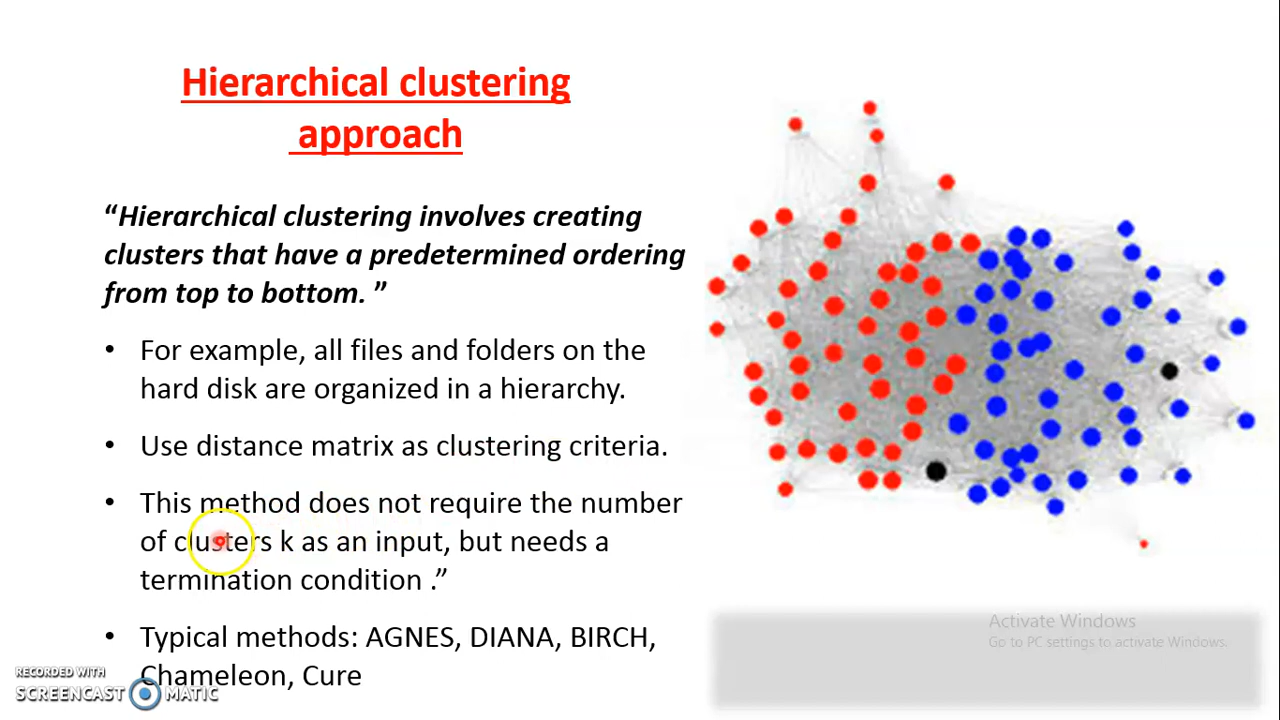 Hierarchical clustering
approach
“Hierarchical clustering involves creating
clusters that have a predetermined ordering
from top to bottom. ”
• For example, all files and folders on the
hard disk are organized in a hierarchy.
• Use distance matrix as clustering criteria.
• This method does not require the number
of clusters k as an input, but needs a
termination condition .”
• Typical methods: AGNES, DIANA, BIRCH,
Chameleon, Cure
Activate Windows
Go to PC settings to activate Windows.
RECORDED WITH
SCREENCAST MATIC